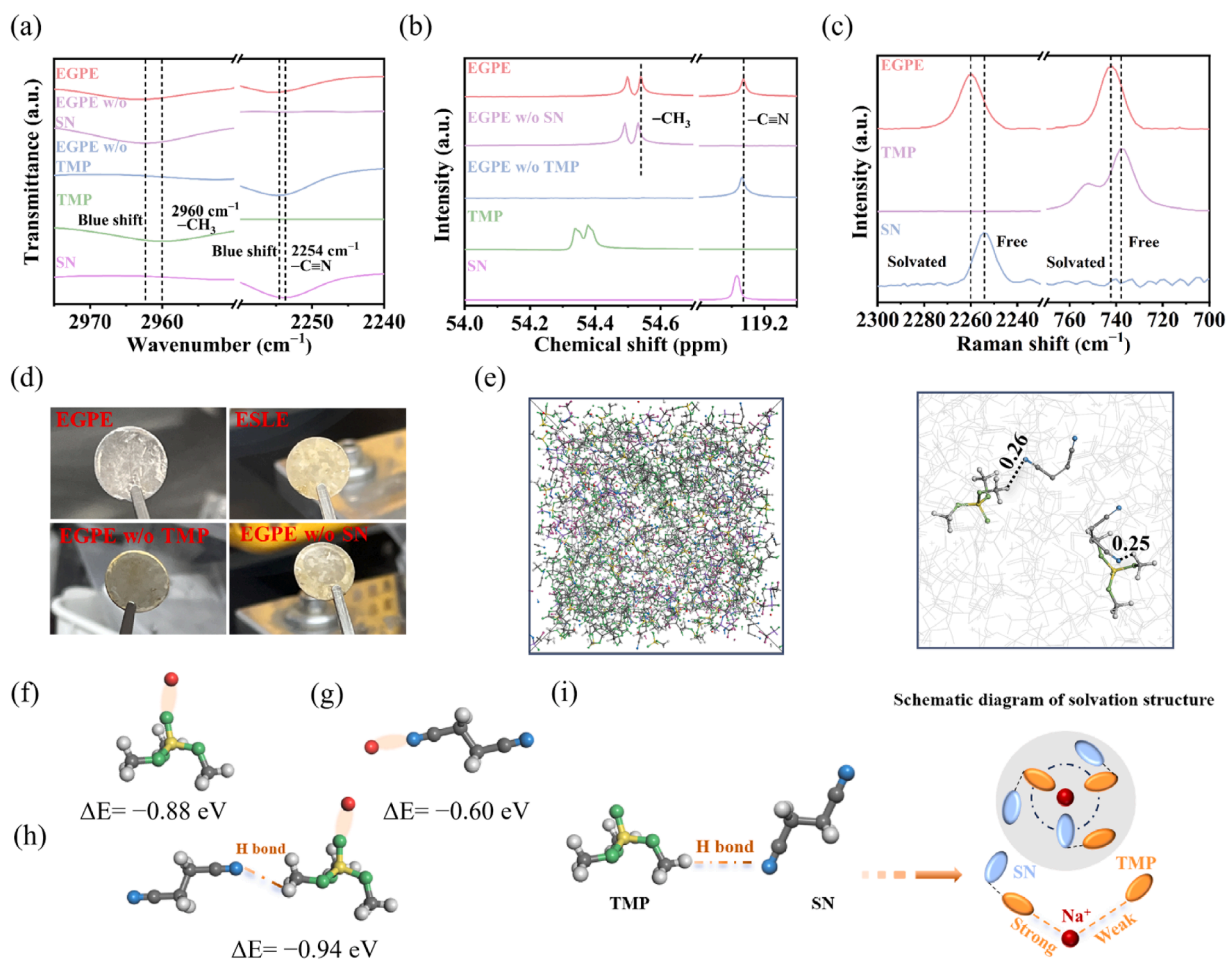 (a)
EGPE
EGPE w/o
SN
EGPE w/o
TMP
TMP
2960 cm⁻¹
Blue shift
−CH₃
Blue shift
2254 cm⁻¹
−C≡N
SN
Transmittance (a.u.)
2970 2960 2250 2240
Wavenumber (cm⁻¹)
(b)
EGPE
EGPE w/o SN
−CH₃
−C≡N
EGPE w/o TMP
TMP
SN
Intensity (a.u.)
54.0 54.2 54.4 54.6 119.2
Chemical shift (ppm)
(c)
EGPE
TMP
SN
Free
Solvated
Solvated
Free
Intensity (a.u.)
2300 2280 2260 2240 760 740 720 700
Raman shift (cm⁻¹)
(d)
EGPE
ESLE
EGPE w/o TMP
EGPE w/o SN
(e)
0.26
0.25
(f)
ΔE= −0.88 eV
(g)
ΔE= −0.60 eV
(h)
H bond
ΔE= −0.94 eV
(i)
H bond
TMP
SN
Schematic diagram of solvation structure
SN
TMP
Na⁺
Strong
Weak